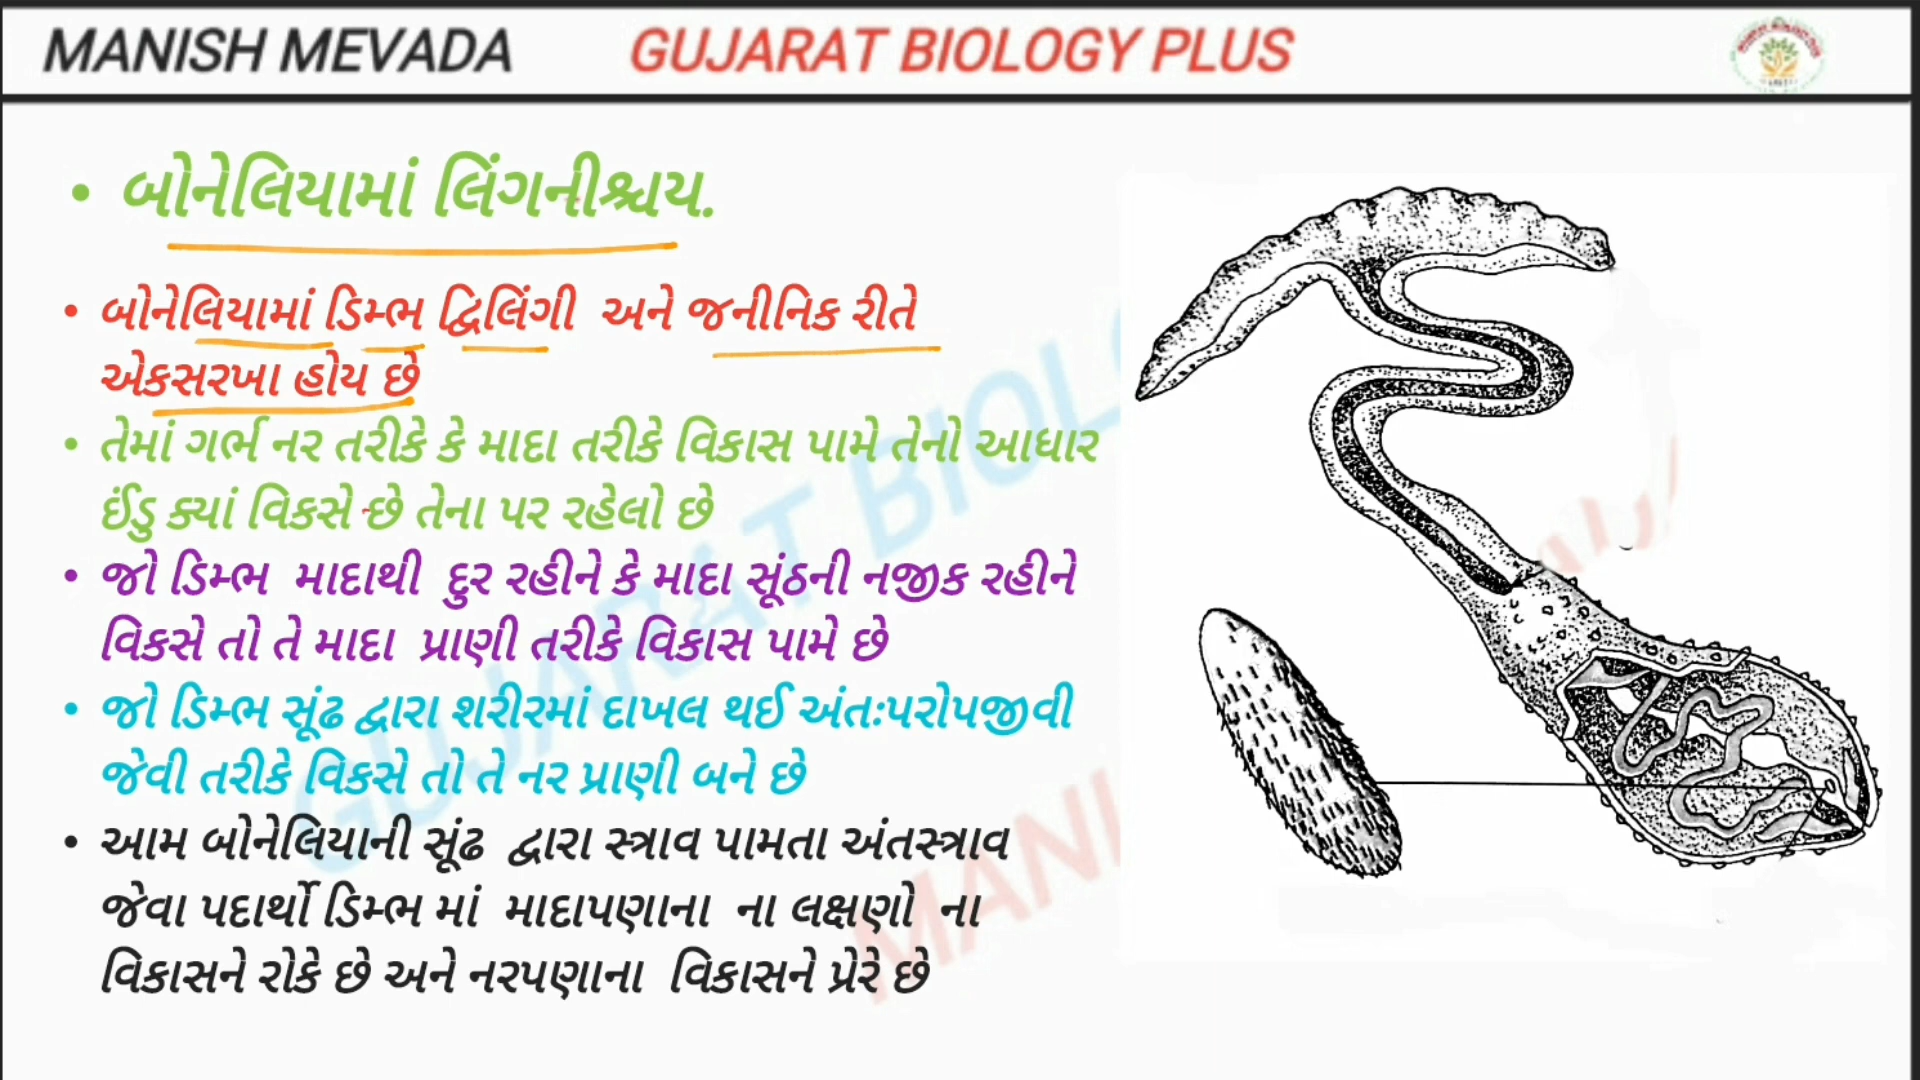 MANISH MEVADA GUJARAT BIOLOGY PLUS
• બોનેલિયામાં લિંગનીશ્ચય.
• બોનેલિયામાં ડિમ્ભ દ્વિલિંગી અને જનીનિક રીતે
એકસરખા હોય છે
• તેમાં ગર્ભ નર તરીકે કે માદા તરીકે વિકાસ પામે તેનો આધાર
ઈંડુ ક્યાં વિકસે છે તેના પર રહેલો છે
• જો ડિમ્ભ માદાથી દુર રહીને કે માદા સૂંઠની નજીક રહીને
વિકસે તો તે માદા પ્રાણી તરીકે વિકાસ પામે છે
• જો ડિમ્ભ સૂંઢ દ્વારા શરીરમાં દાખલ થઈ અંતઃપરોપજીવી
જેવી તરીકે વિકસે તો તે નર પ્રાણી બને છે
• આમ બોનેલિયાની સૂંઢ દ્વારા સ્ત્રાવ પામતા અંતસ્ત્રાવ
જેવા પદાર્થો ડિમ્ભ માં માદાપણાના ના લક્ષણો ના
વિકાસને રોકે છે અને નરપણાના વિકાસને પ્રેરે છે